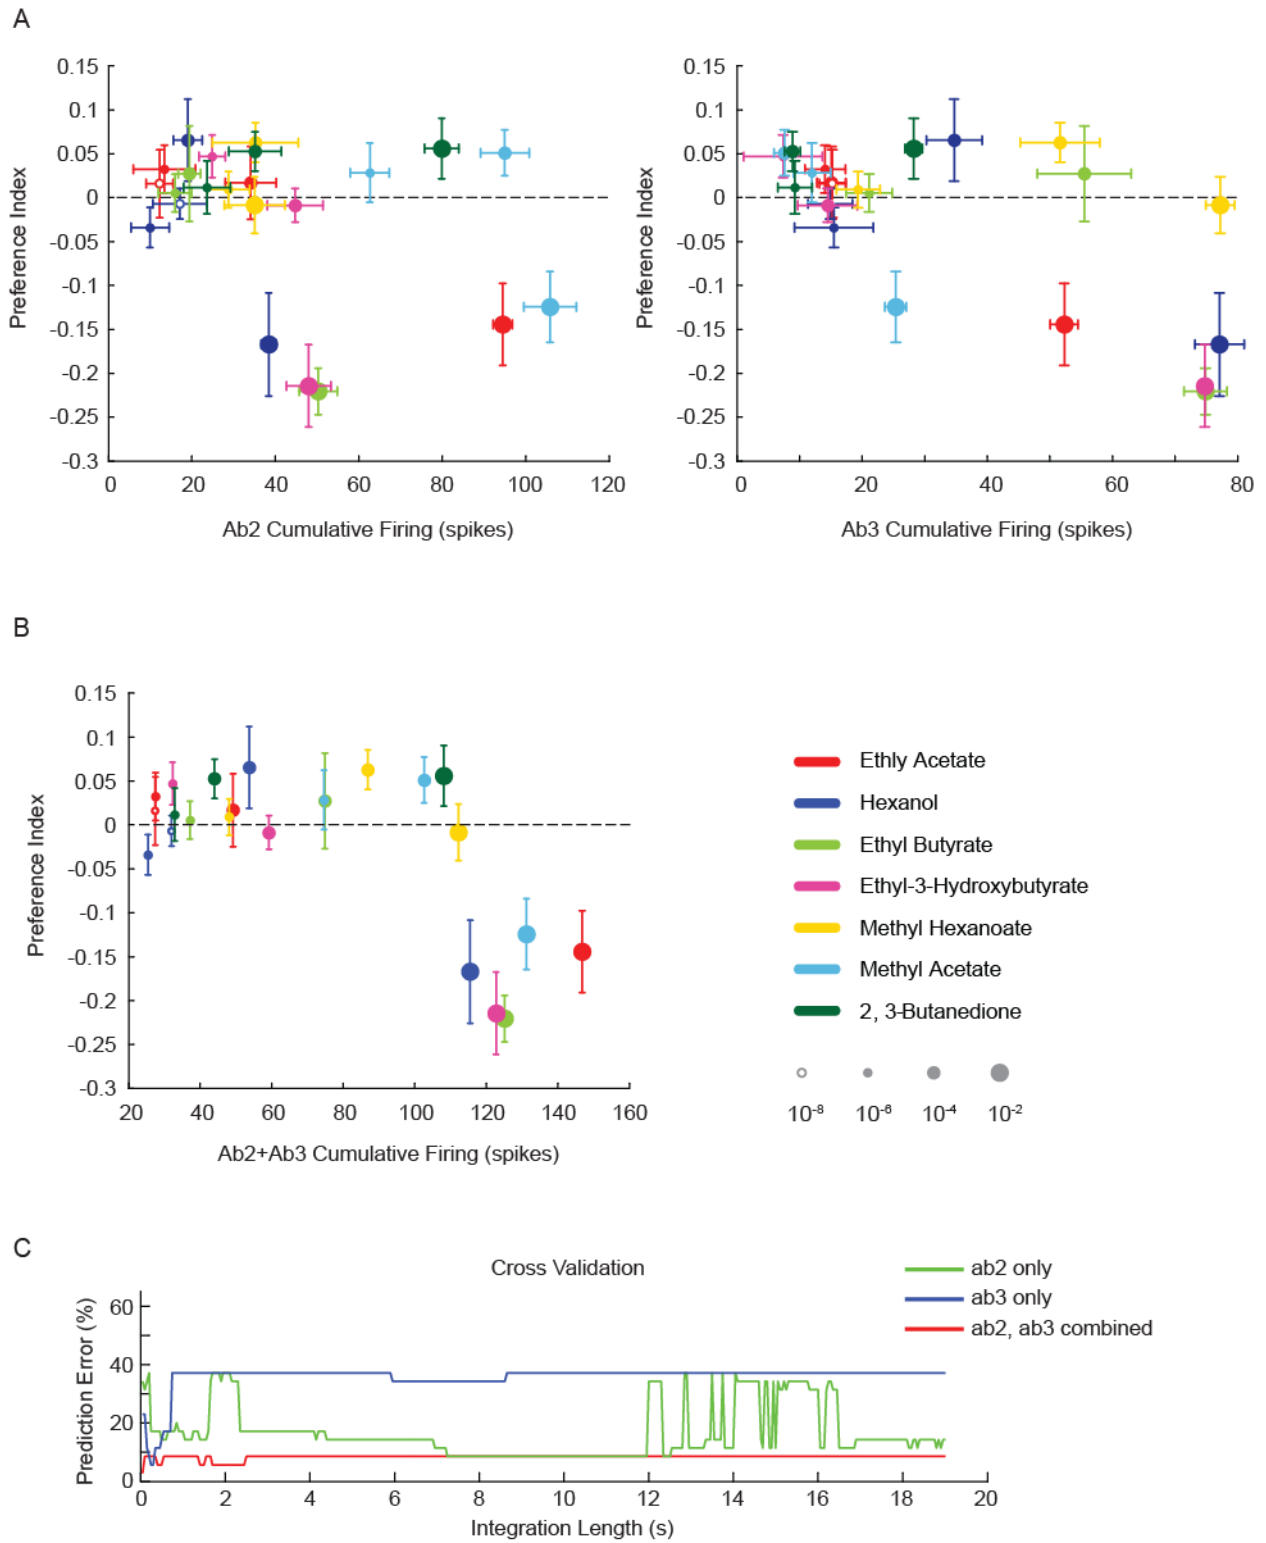 A
0.15
0.1
0.05
0
-0.05
-0.1
-0.15
-0.2
-0.25
-0.3
Preference Index
0 20 40 60 80 100 120
Ab2 Cumulative Firing (spikes)
0.15
0.1
0.05
0
-0.05
-0.1
-0.15
-0.2
-0.25
-0.3
Preference Index
0 20 40 60 80
Ab3 Cumulative Firing (spikes)
B
0.15
0.1
0.05
0
-0.05
-0.1
-0.15
-0.2
-0.25
-0.3
Preference Index
20 40 60 80 100 120 140 160
Ab2+Ab3 Cumulative Firing (spikes)
Ethly Acetate
Hexanol
Ethyl Butyrate
Ethyl-3-Hydroxybutyrate
Methyl Hexanoate
Methyl Acetate
2, 3-Butanedione
10⁻⁸ 10⁻⁶ 10⁻⁴ 10⁻²
C
Cross Validation
ab2 only
ab3 only
ab2, ab3 combined
60
40
20
0
Prediction Error (%)
0 2 4 6 8 10 12 14 16 18 20
Integration Length (s)